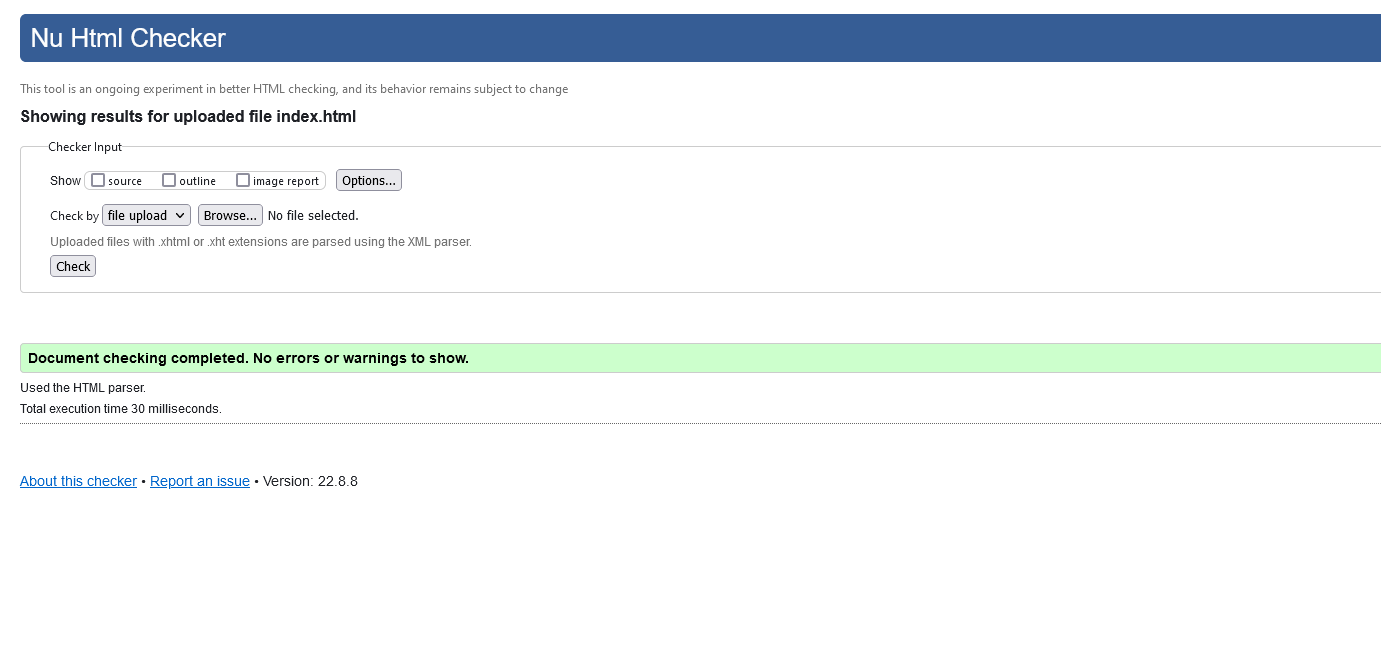 Nu Html Checker
This tool is an ongoing experiment in better HTML checking, and its behavior remains subject to change
Showing results for uploaded file index.html
Checker Input
Show source outline image report Options...
Check by file upload Browse... No file selected.
Uploaded files with .xhtml or .xht extensions are parsed using the XML parser.
Check
Document checking completed. No errors or warnings to show.
Used the HTML parser.
Total execution time 30 milliseconds.
About this checker • Report an issue • Version: 22.8.8